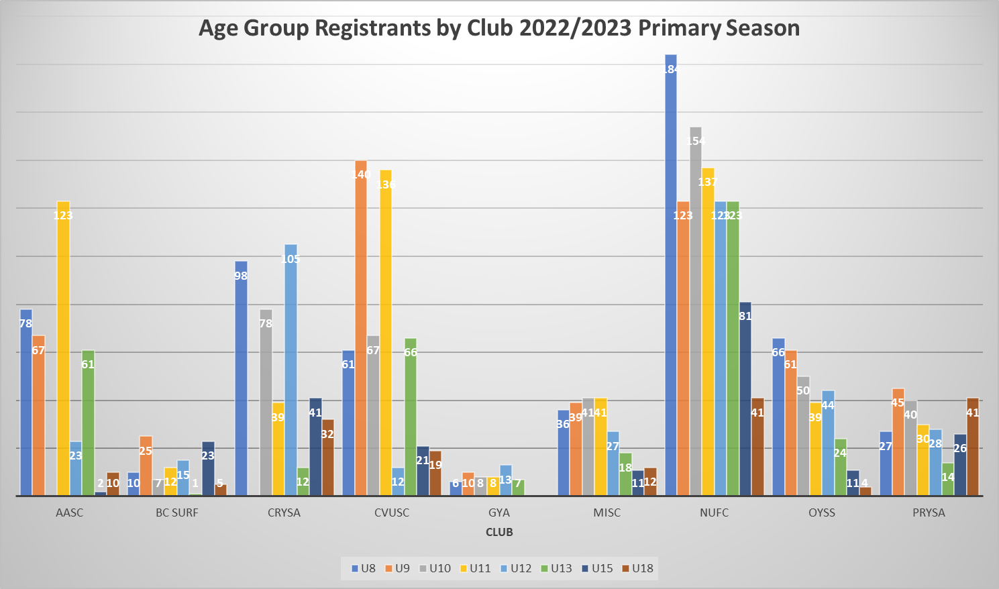 Age Group Registrants by Club 2022/2023 Primary Season
78 67 123 23 61 2 10
10 25 7 12 15 1 23 5
98 78 39 105 12 41 32
61 140 67 136 12 66 21 19
6 10 8 8 13 7
36 39 41 41 27 18 11 12
184 123 154 137 123 123 81 41
66 61 50 39 44 24 11 4
27 45 40 30 28 14 26 41
AASC BC SURF CRYSA CVUSC GYA MISC NUFC OYSS PRYSA
CLUB
U8 U9 U10 U11 U12 U13 U15 U18